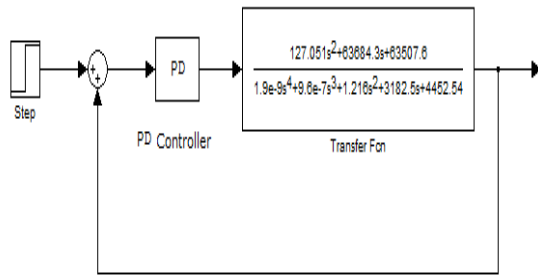 127.051s²+63684.3s+63507.6
PD
1.9e-9s⁴+9.6e-7s³+1.216s²+3182.5s+4452.54
Step
PD Controller
Transfer Fcn